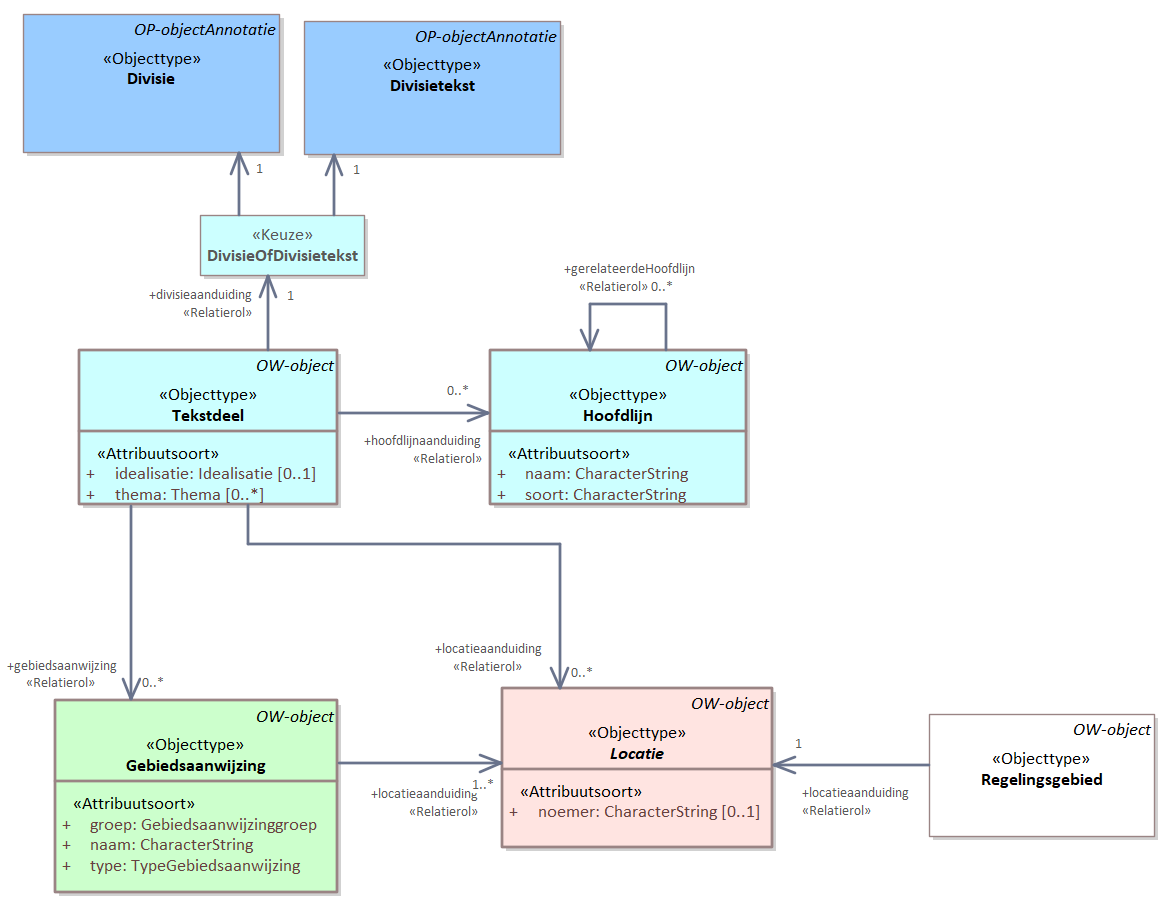 OP-objectAnnotatie
«Objecttype»
Divisie
OP-objectAnnotatie
«Objecttype»
Divisietekst
1
1
«Keuze»
DivisieOfDivisietekst
+divisieaanduiding
«Relatierol»
1
+gerelateerdeHoofdlijn
«Relatierol» 0..*
OW-object
«Objecttype»
Tekstdeel
«Attribuutsoort»
+ idealisatie: Idealisatie [0..1]
+ thema: Thema [0..*]
0..*
+hoofdlijnaanduiding
«Relatierol»
OW-object
«Objecttype»
Hoofdlijn
«Attribuutsoort»
+ naam: CharacterString
+ soort: CharacterString
+gebiedsaanwijzing
«Relatierol»
0..*
+locatieaanduiding
«Relatierol»
0..*
OW-object
«Objecttype»
Gebiedsaanwijzing
«Attribuutsoort»
+ groep: Gebiedsaanwijzinggroep
+ naam: CharacterString
+ type: TypeGebiedsaanwijzing
1..*
+locatieaanduiding
«Relatierol»
OW-object
«Objecttype»
Locatie
«Attribuutsoort»
+ noemer: CharacterString [0..1]
1
+locatieaanduiding
«Relatierol»
OW-object
«Objecttype»
Regelingsgebied